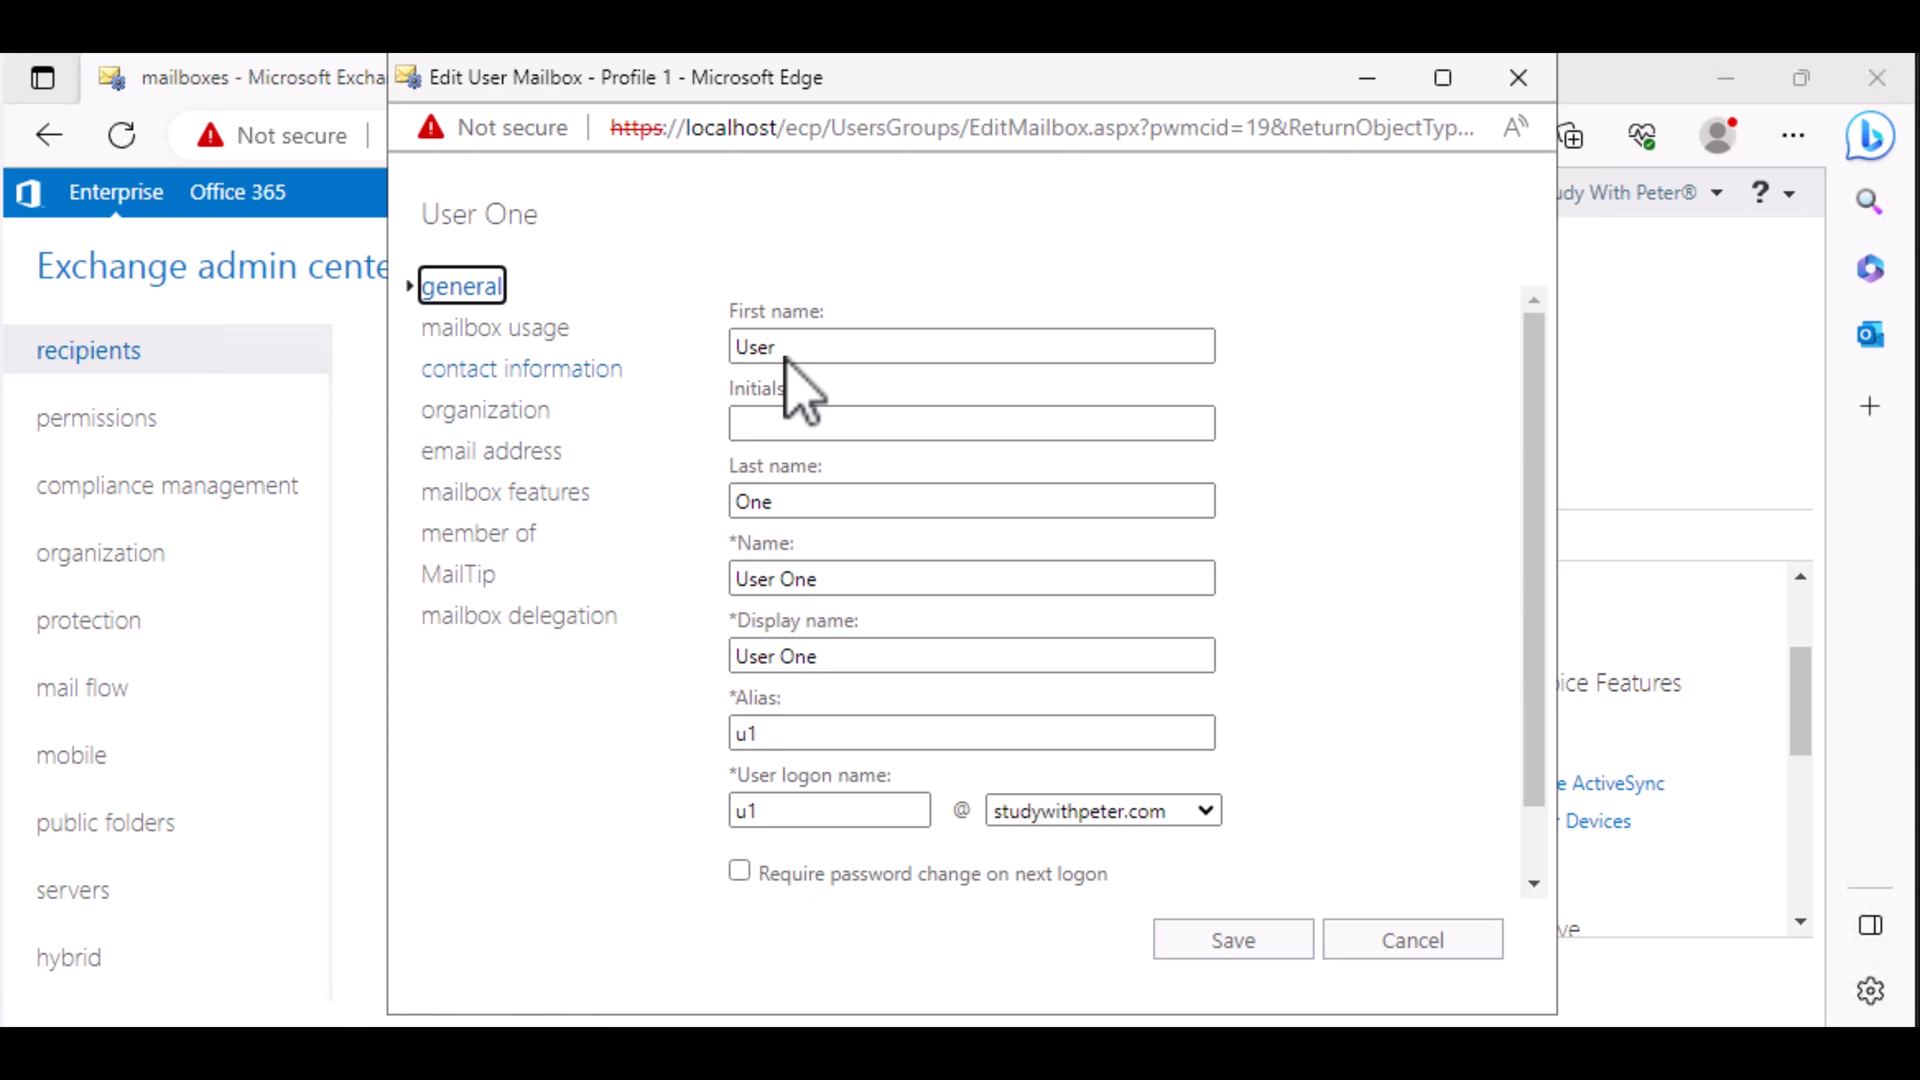 mailboxes - Microsoft Excha
Edit User Mailbox - Profile 1 - Microsoft Edge
Not secure
Not secure
https://localhost/ecp/UsersGroups/EditMailbox.aspx?pwmcid=19&ReturnObjectTyp...
Enterprise
Office 365
udy With Peter®
?
Exchange admin cente
recipients
permissions
compliance management
organization
protection
mail flow
mobile
public folders
servers
hybrid
User One
general
mailbox usage
contact information
organization
email address
mailbox features
member of
MailTip
mailbox delegation
First name:
User
Initials
Last name:
One
*Name:
User One
*Display name:
User One
*Alias:
u1
*User logon name:
u1 @ studywithpeter.com
Require password change on next logon
Save
Cancel
ice Features
e ActiveSync
Devices
ve